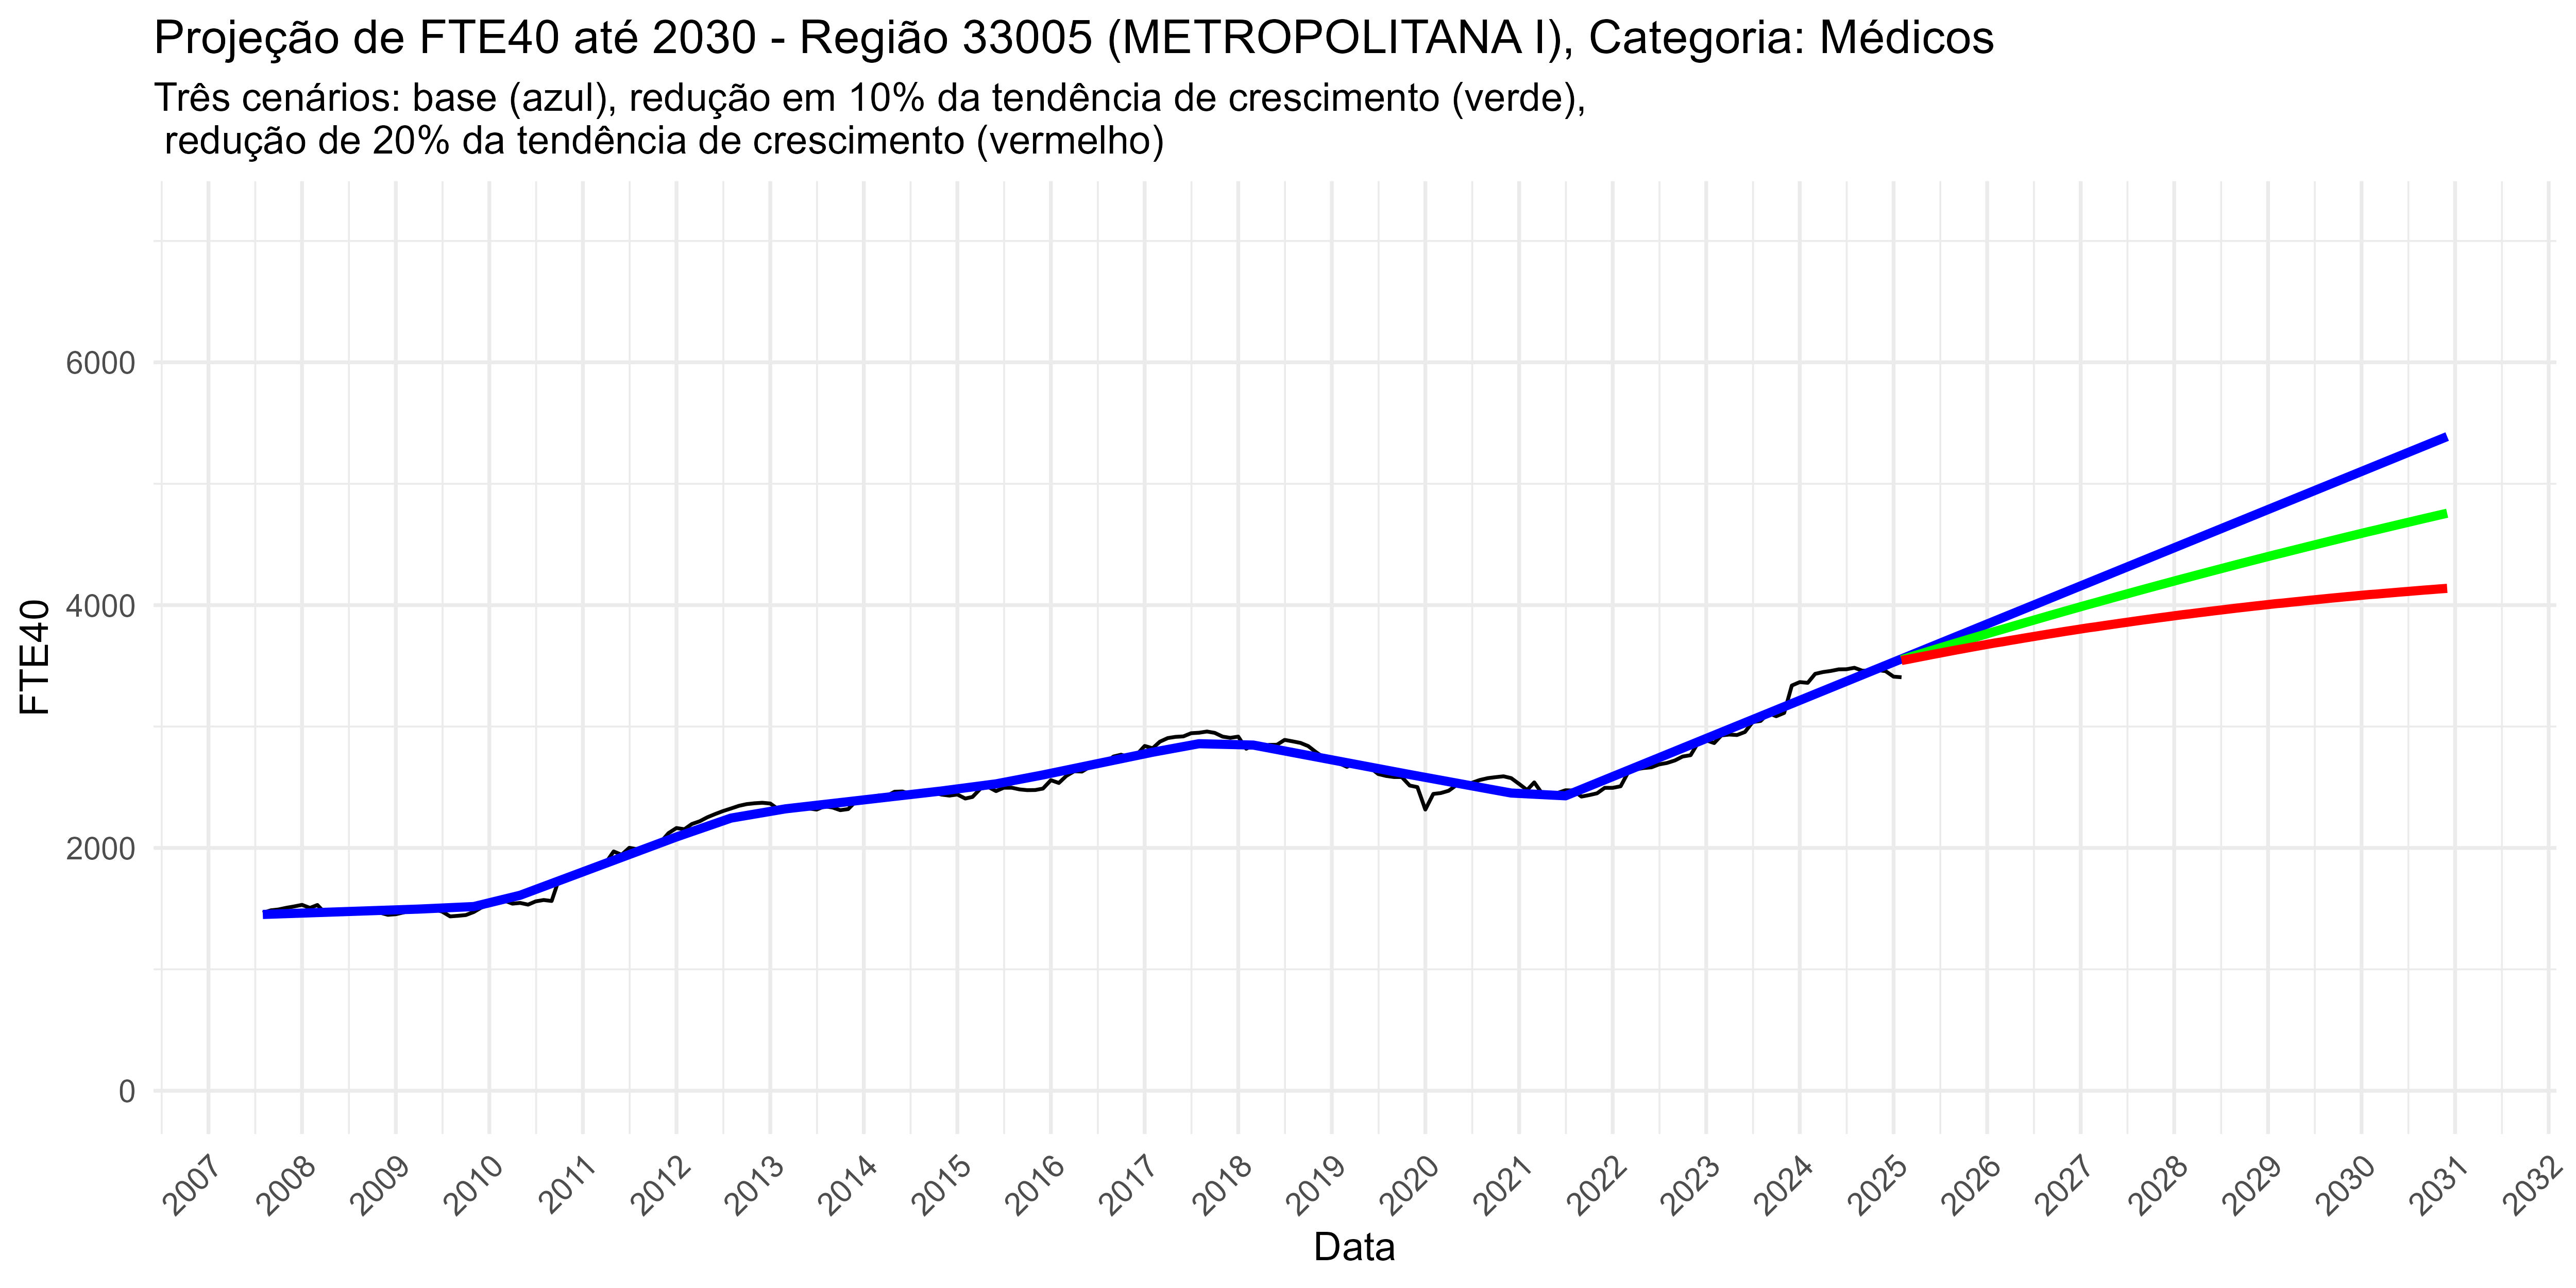 Projeção de FTE40 até 2030 - Região 33005 (METROPOLITANA I), Categoria: Médicos
Três cenários: base (azul), redução em 10% da tendência de crescimento (verde),
redução de 20% da tendência de crescimento (vermelho)
FTE40
6000
4000
2000
0
2007 2008 2009 2010 2011 2012 2013 2014 2015 2016 2017 2018 2019 2020 2021 2022 2023 2024 2025 2026 2027 2028 2029 2030 2031 2032
Data